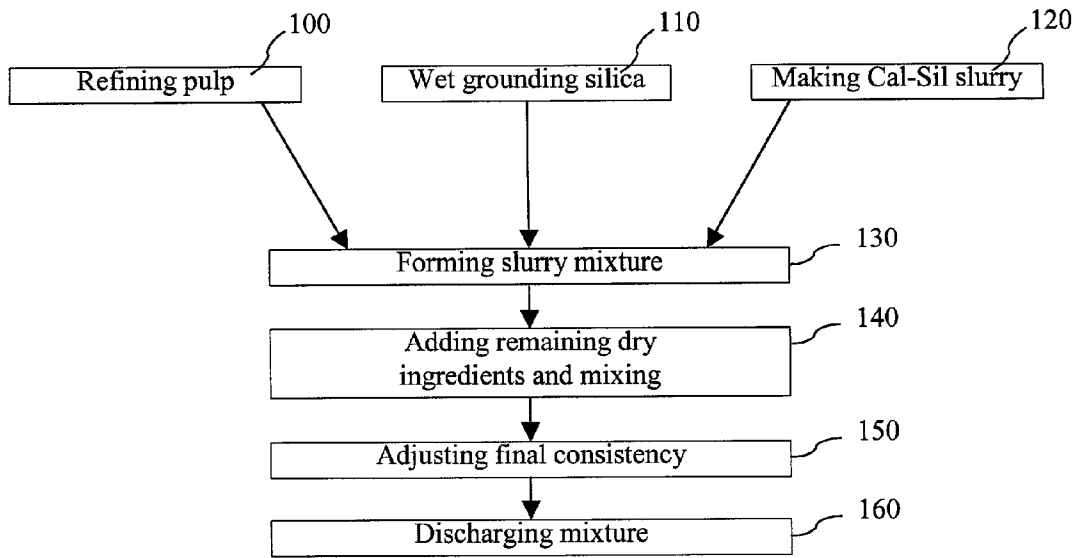 100
110
120
Refining pulp
Wet grounding silica
Making Cal-Sil slurry
130
Forming slurry mixture
140
Adding remaining dry
ingredients and mixing
150
Adjusting final consistency
160
Discharging mixture